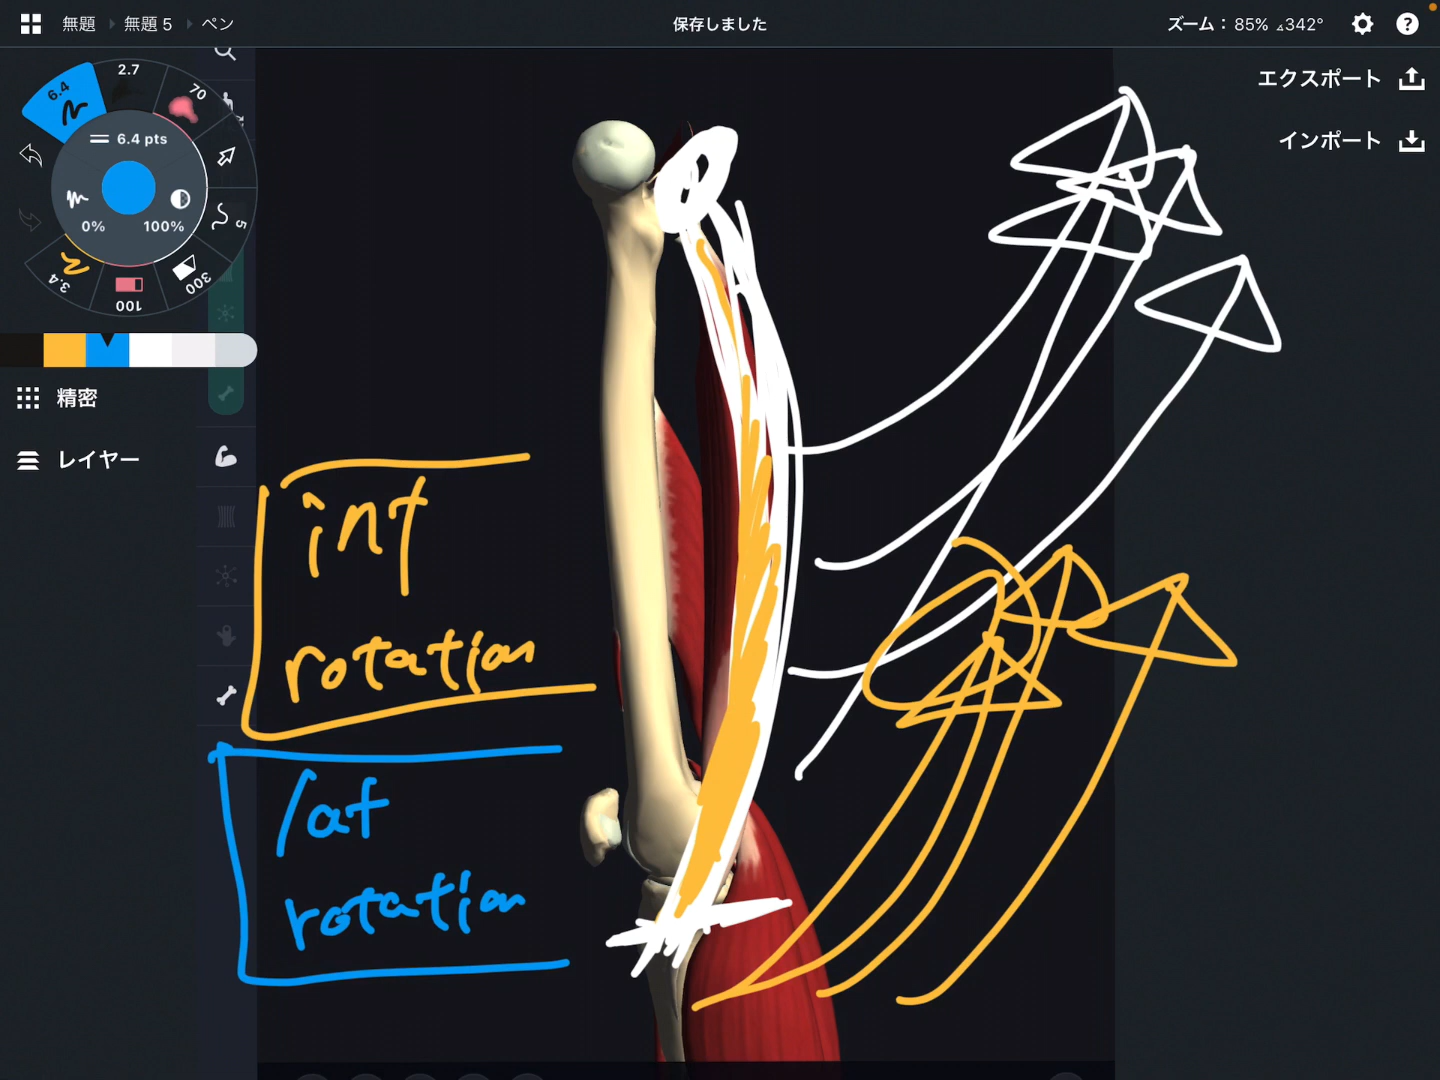 無題 無題 5 ペン
保存しました
ズーム： 85% ⊿342°
エクスポート
インポート
6.4
2.7
70
6.4 pts
0%
100%
5
300
100
3.4
精密
レイヤー
int
rotation
lat
rotation